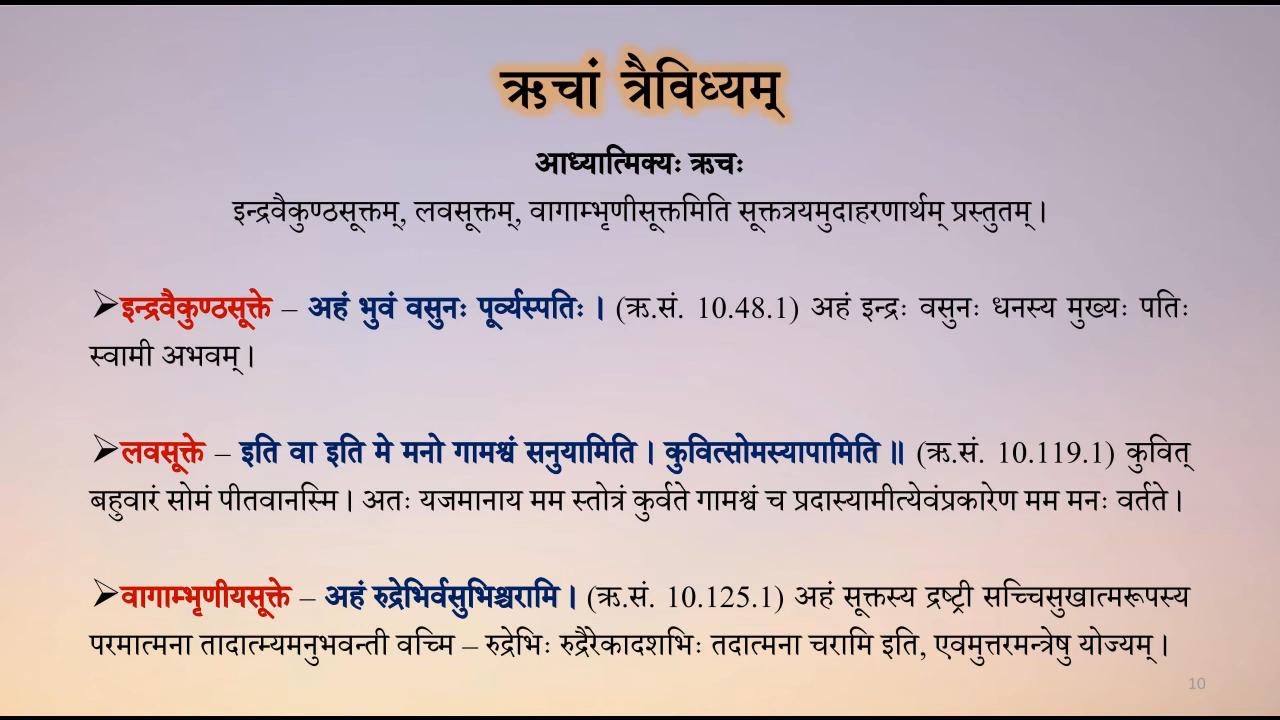 ऋचां त्रैविध्यम्
आध्यात्मिक्यः ऋचः
इन्द्रवैकुण्ठसूक्तम्, लवसूक्तम्, वागाम्भृणीसूक्तमिति सूक्तत्रयमुदाहरणार्थम् प्रस्तुतम् ।
➢इन्द्रवैकुण्ठसूक्ते – अहं भुवं वसुनः पूर्व्यस्पतिः । (ऋ.सं. 10.48.1) अहं इन्द्रः वसुनः धनस्य मुख्यः पतिः
स्वामी अभवम् ।
➢लवसूक्ते – इति वा इति मे मनो गामश्वं सनुयामिति । कुवित्सोमस्यापामिति ॥ (ऋ.सं. 10.119.1) कुवित्
बहुवारं सोमं पीतवानस्मि । अतः यजमानाय मम स्तोत्रं कुर्वते गामश्वं च प्रदास्यामीत्येवंप्रकारेण मम मनः वर्तते ।
➢वागाम्भृणीयसूक्ते – अहं रुद्रेभिर्वसुभिश्चरामि । (ऋ.सं. 10.125.1) अहं सूक्तस्य द्रष्ट्री सच्चिसुखात्मरूपस्य
परमात्मना तादात्म्यमनुभवन्ती वच्मि – रुद्रेभिः रुद्रैरेकादशभिः तदात्मना चरामि इति, एवमुत्तरमन्त्रेषु योज्यम् ।
10